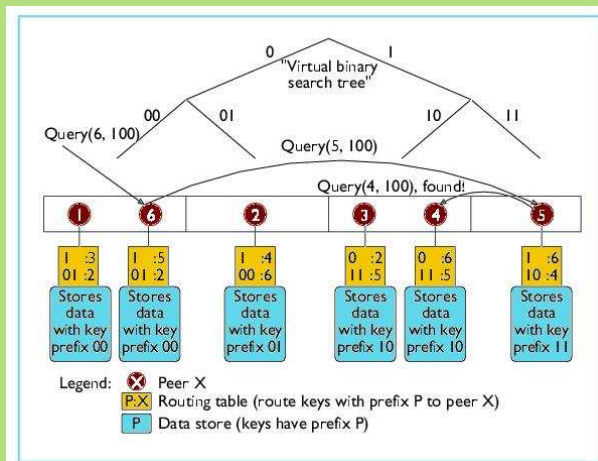 0
1
"Virtual binary
search tree"
00
01
10
11
Query(6, 100)
Query(5, 100)
Query(4, 100), found!
1
6
2
3
4
5
1 :3
01 :2
1 :5
01 :2
1 :4
00 :6
0 :2
11 :5
0 :6
11 :5
1 :6
10 :4
Stores
data
with key
prefix 00
Stores
data
with key
prefix 00
Stores
data
with key
prefix 01
Stores
data
with key
prefix 10
Stores
data
with key
prefix 10
Stores
data
with key
prefix 11
Legend:
X
Peer X
P:X
Routing table (route keys with prefix P to peer X)
P
Data store (keys have prefix P)